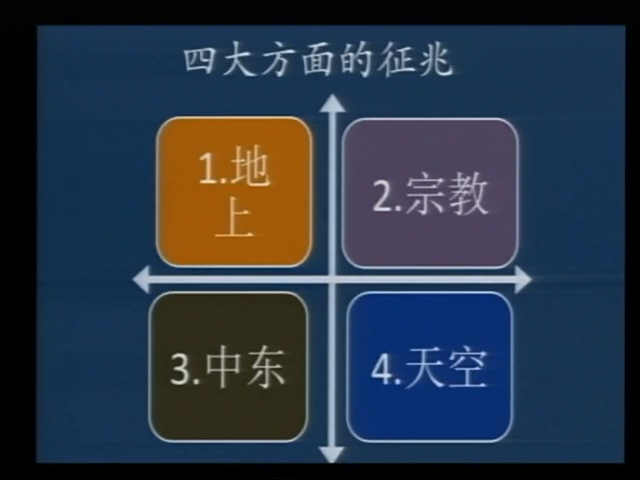 四大方面的征兆
1.地
上
2.宗教
3.中东
4.天空